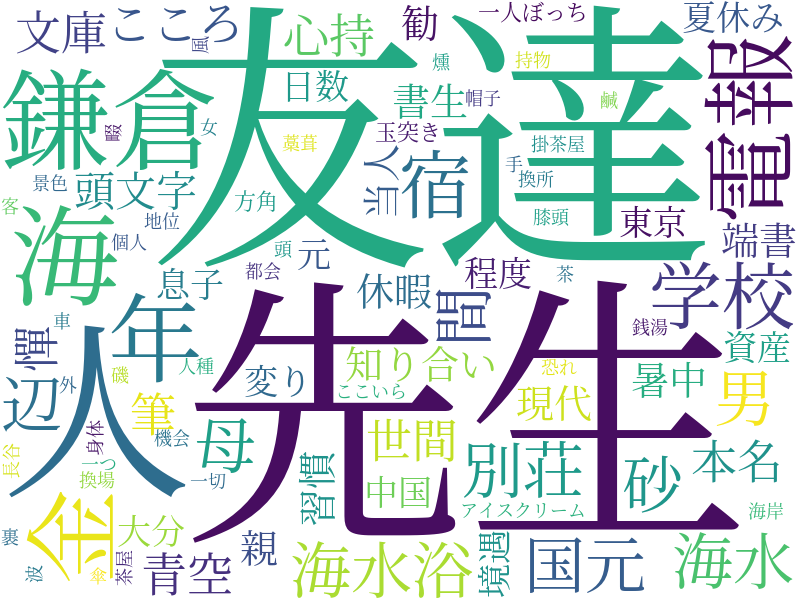 文庫
こころ
風
心持
勧
一人ぼっち
夏休み
友達
鎌倉
畷
女
日数
書生
燻
帽子
持物
鹹
電報
藁葺
玉突き
掛茶屋
景色
頭文字
方角
当人
宿
手
換所
客
地位
膝頭
東京
端書
海
個人
頭
元
都会
息子
休暇
程度
茶
学校
銭湯
車
人
年
先生
間
憚
外
人種
変り
知り合い
恐れ
資産
磯
ここいら
現代
暑中
男
辺
筆
母
世間
別荘
砂
本名
身体
機会
長谷
一つ
換場
一切
習慣
中国
アイスクリーム
海岸
金
大分
裏
波
傘
茶屋
青空
親
海水浴
境遇
国元
海水